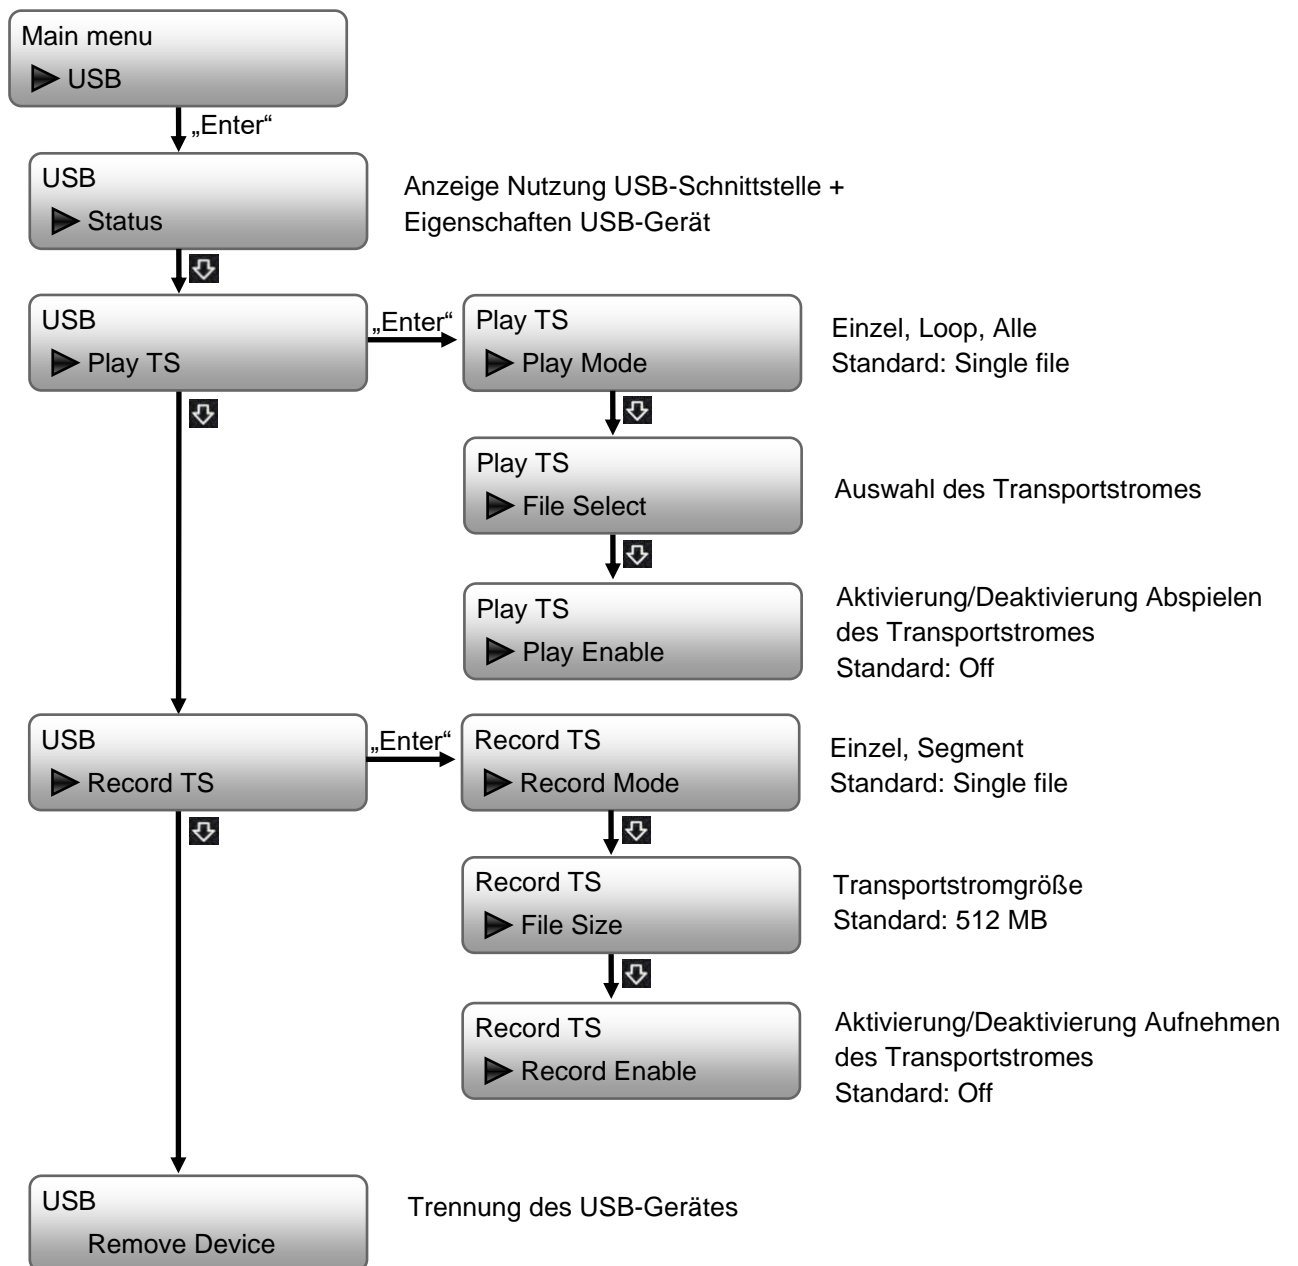 Main menu
USB
„Enter“
USB
Status
Anzeige Nutzung USB-Schnittstelle +
Eigenschaften USB-Gerät
USB
Play TS
„Enter“
Play TS
Play Mode
Einzel, Loop, Alle
Standard: Single file
Play TS
File Select
Auswahl des Transportstromes
Play TS
Play Enable
Aktivierung/Deaktivierung Abspielen
des Transportstromes
Standard: Off
USB
Record TS
„Enter“
Record TS
Record Mode
Einzel, Segment
Standard: Single file
Record TS
File Size
Transportstromgröße
Standard: 512 MB
Record TS
Record Enable
Aktivierung/Deaktivierung Aufnehmen
des Transportstromes
Standard: Off
USB
Remove Device
Trennung des USB-Gerätes